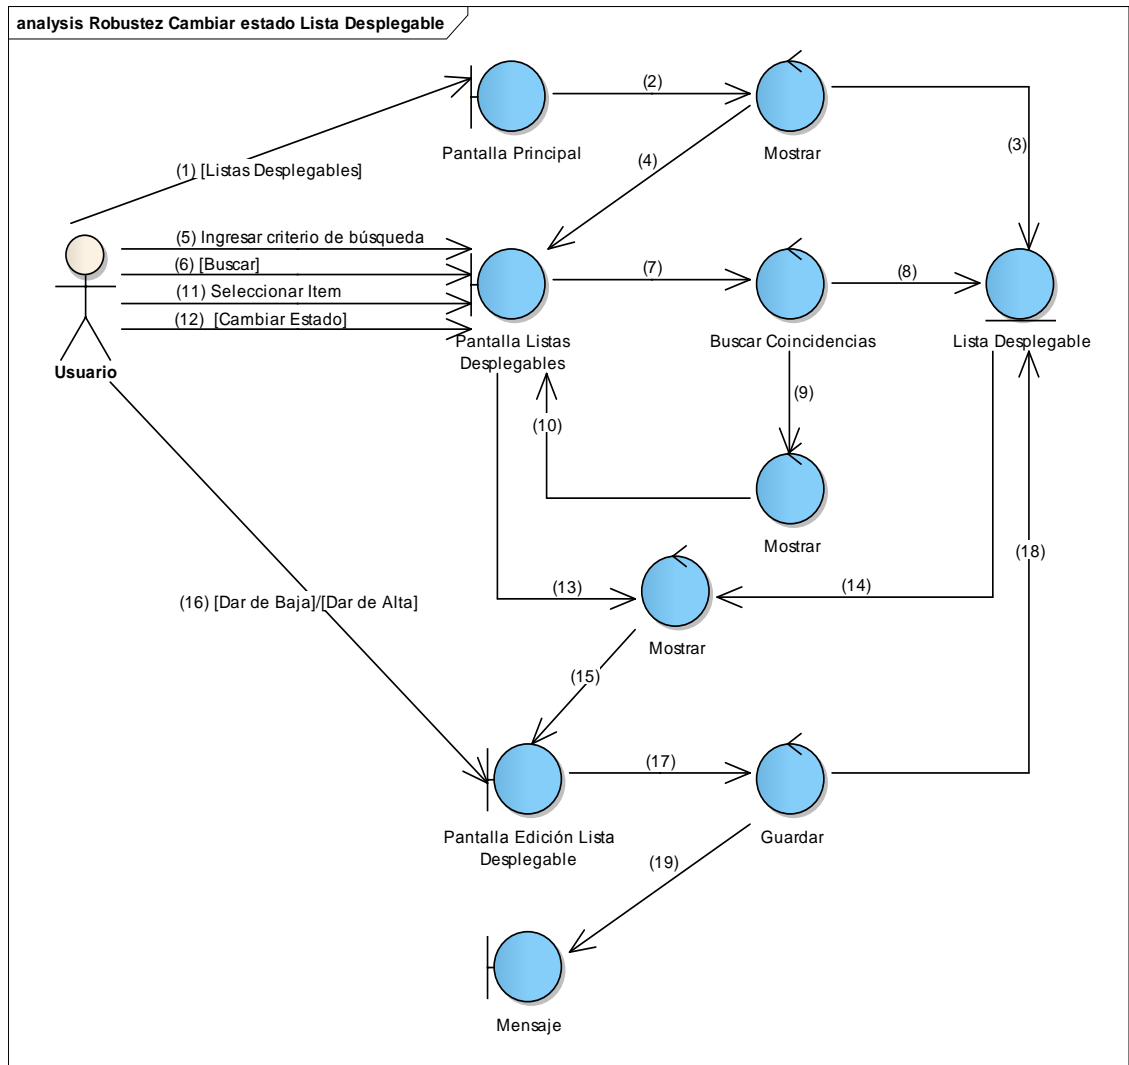 analysis Robustez Cambiar estado Lista Desplegable
(2)
Pantalla Principal
Mostrar
(1) [Listas Desplegables]
(4)
(3)
(5) Ingresar criterio de búsqueda
(6) [Buscar]
(11) Seleccionar Item
(12) [Cambiar Estado]
(7)
(8)
Usuario
Pantalla Listas
Desplegables
Buscar Coincidencias
Lista Desplegable
(9)
(10)
Mostrar
(18)
(13)
(14)
(16) [Dar de Baja]/[Dar de Alta]
Mostrar
(15)
(17)
Pantalla Edición Lista
Desplegable
Guardar
(19)
Mensaje